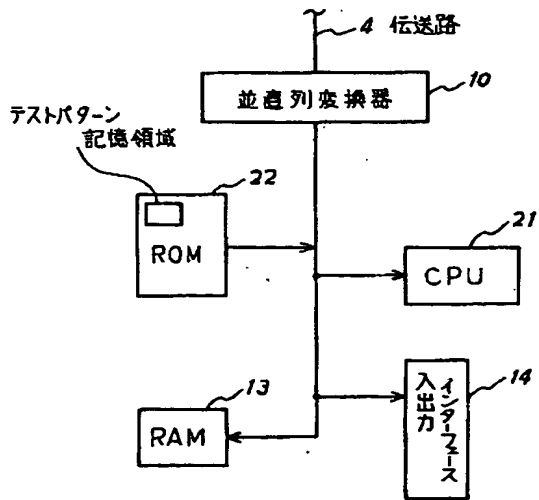 4 伝送路
並直列変換器
10
テストパターン
記憶領域
22
ROM
21
CPU
13
RAM
入出力
インターフェース
14